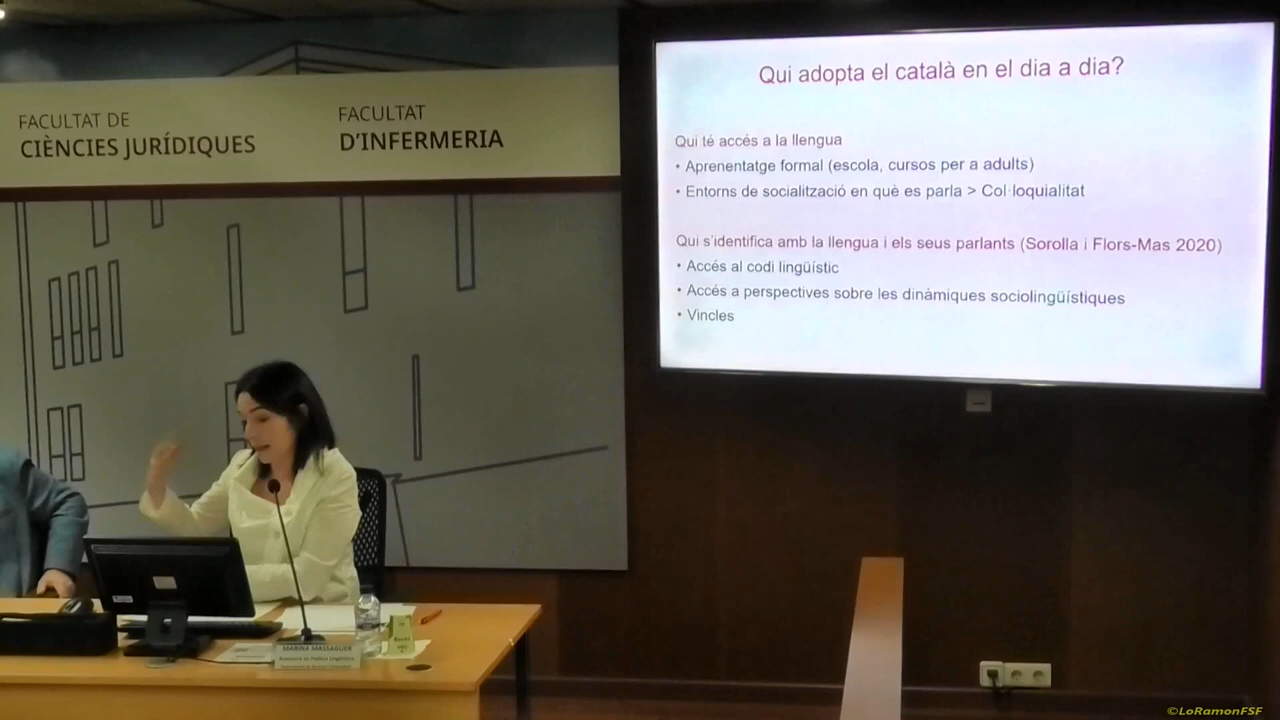 FACULTAT DE
CIÈNCIES JURÍDIQUES
FACULTAT
D'INFERMERIA
Qui adopta el català en el dia a dia?
Qui té accés a la llengua
• Aprenentatge formal (escola, cursos per a adults)
• Entorns de socialització en què es parla > Col·loquialitat
Qui s'identifica amb la llengua i els seus parlants (Sorolla i Flors-Mas 2020)
• Accés al codi lingüístic
• Accés a perspectives sobre les dinàmiques sociolingüístiques
• Vincles
MARINA MASSAGUER
©LoRamonFSF